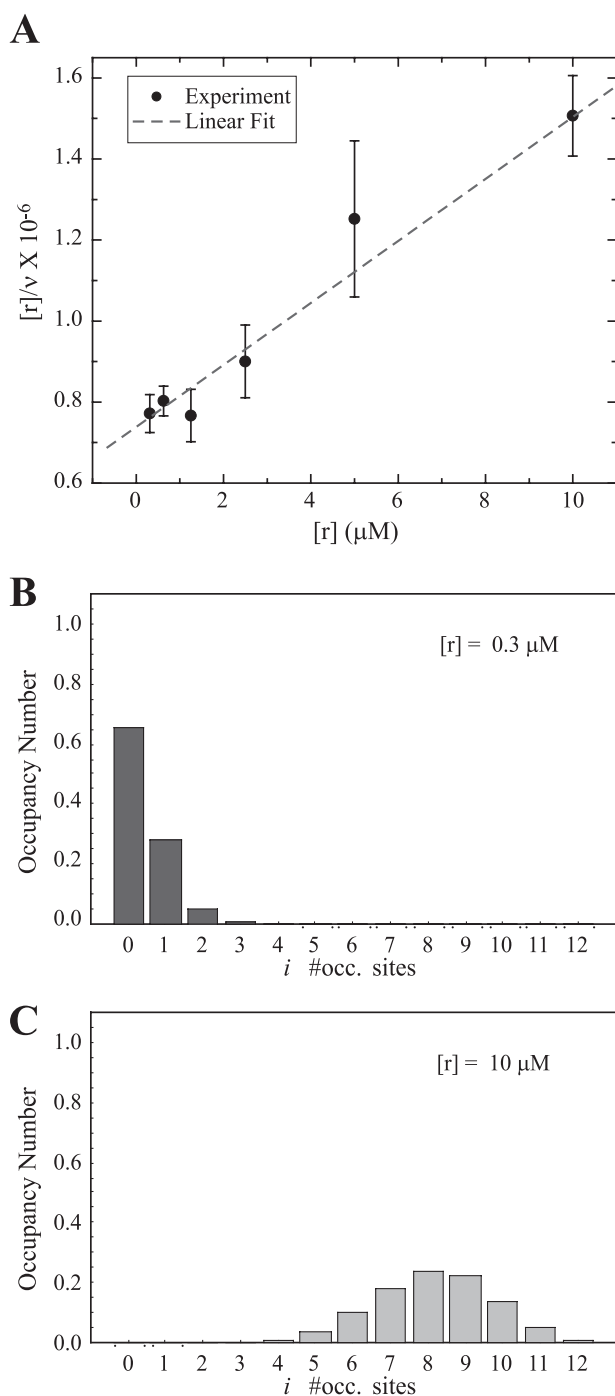 A
1.6
1.4
1.2
1.0
0.8
0.6
[r]/ν X 10⁻⁶
Experiment
Linear Fit
0 2 4 6 8 10
[r] (μM)
B
1.0
0.8
0.6
0.4
0.2
0.0
Occupancy Number
[r] = 0.3 μM
0 1 2 3 4 5 6 7 8 9 10 11 12
i #occ. sites
C
1.0
0.8
0.6
0.4
0.2
0.0
Occupancy Number
[r] = 10 μM
0 1 2 3 4 5 6 7 8 9 10 11 12
i #occ. sites